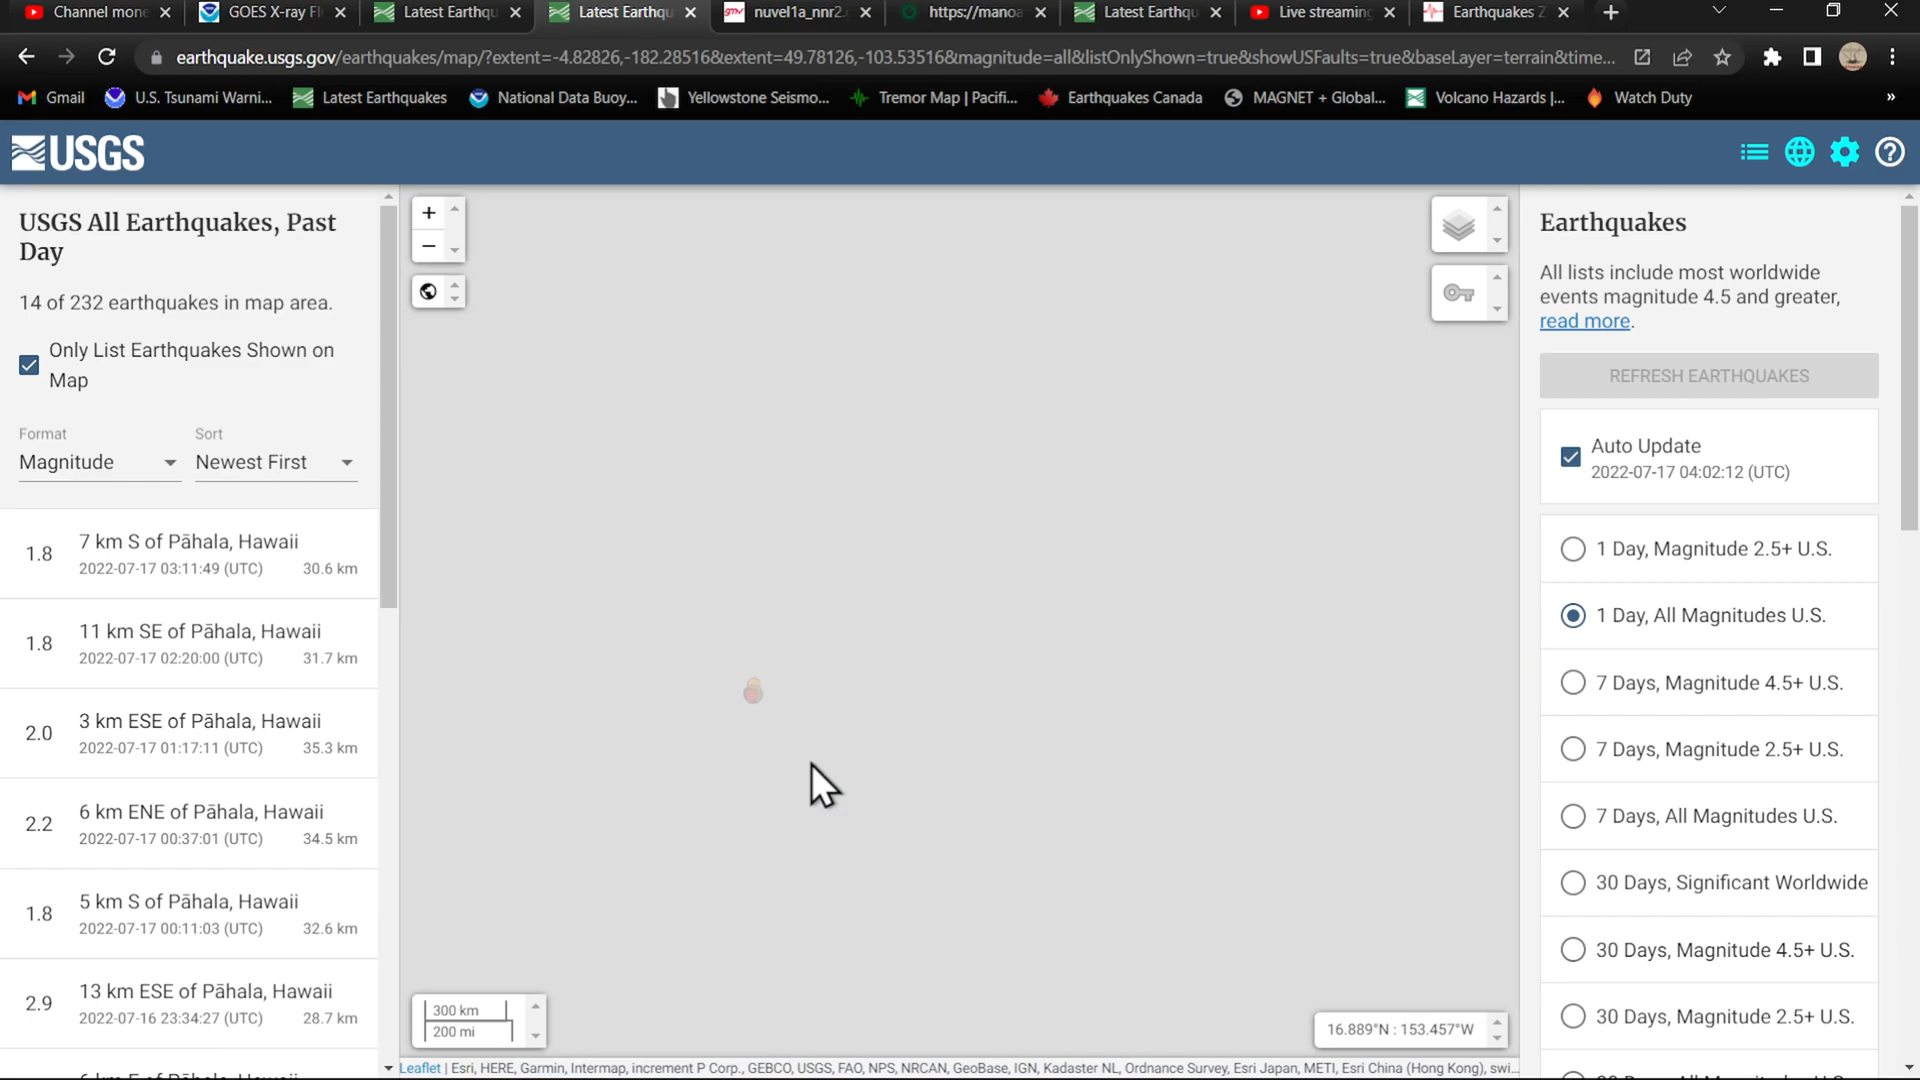 Channel mone
GOES X-ray Fl
Latest Earthqu
Latest Earthqu
nuvel1a_nnr2.
https://manoa
Latest Earthqu
Live streaming
Earthquakes Z
earthquake.usgs.gov/earthquakes/map/?extent=-4.82826,-182.28516&extent=49.78126,-103.53516&magnitude=all&listOnlyShown=true&showUSFaults=true&baseLayer=terrain&time...
Gmail
U.S. Tsunami Warni...
Latest Earthquakes
National Data Buoy...
Yellowstone Seismo...
Tremor Map | Pacifi...
Earthquakes Canada
MAGNET + Global...
Volcano Hazards |...
Watch Duty
»
USGS
USGS All Earthquakes, Past
Day
14 of 232 earthquakes in map area.
Only List Earthquakes Shown on
Map
Format
Magnitude
Sort
Newest First
1.8
7 km S of Pāhala, Hawaii
2022-07-17 03:11:49 (UTC) 30.6 km
1.8
11 km SE of Pāhala, Hawaii
2022-07-17 02:20:00 (UTC) 31.7 km
2.0
3 km ESE of Pāhala, Hawaii
2022-07-17 01:17:11 (UTC) 35.3 km
2.2
6 km ENE of Pāhala, Hawaii
2022-07-17 00:37:01 (UTC) 34.5 km
1.8
5 km S of Pāhala, Hawaii
2022-07-17 00:11:03 (UTC) 32.6 km
2.9
13 km ESE of Pāhala, Hawaii
2022-07-16 23:34:27 (UTC) 28.7 km
+
−
300 km
200 mi
16.889°N : 153.457°W
Leaflet | Esri, HERE, Garmin, Intermap, increment P Corp., GEBCO, USGS, FAO, NPS, NRCAN, GeoBase, IGN, Kadaster NL, Ordnance Survey, Esri Japan, METI, Esri China (Hong Kong), swi...
Earthquakes
All lists include most worldwide
events magnitude 4.5 and greater,
read more.
REFRESH EARTHQUAKES
Auto Update
2022-07-17 04:02:12 (UTC)
1 Day, Magnitude 2.5+ U.S.
1 Day, All Magnitudes U.S.
7 Days, Magnitude 4.5+ U.S.
7 Days, Magnitude 2.5+ U.S.
7 Days, All Magnitudes U.S.
30 Days, Significant Worldwide
30 Days, Magnitude 4.5+ U.S.
30 Days, Magnitude 2.5+ U.S.